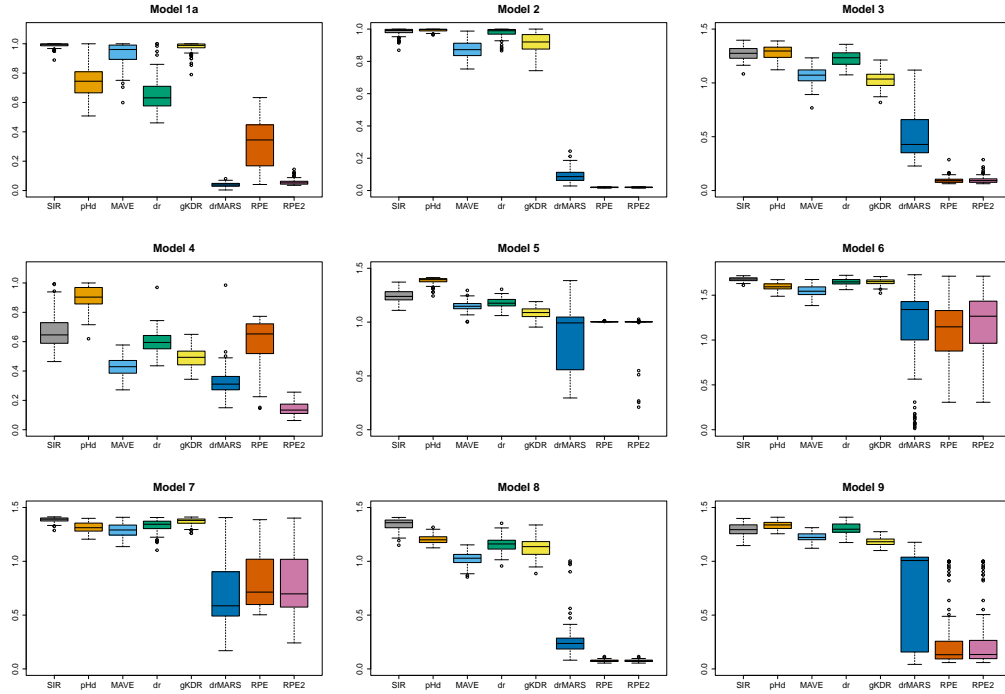 Model 1a
1.0
0.8
0.6
0.4
0.2
0.0
SIR pHd MAVE dr gKDR drMARS RPE RPE2
Model 2
1.0
0.8
0.6
0.4
0.2
0.0
SIR pHd MAVE dr gKDR drMARS RPE RPE2
Model 3
1.5
1.0
0.5
0.0
SIR pHd MAVE dr gKDR drMARS RPE RPE2
Model 4
1.0
0.8
0.6
0.4
0.2
0.0
SIR pHd MAVE dr gKDR drMARS RPE RPE2
Model 5
1.5
1.0
0.5
0.0
SIR pHd MAVE dr gKDR drMARS RPE RPE2
Model 6
1.5
1.0
0.5
0.0
SIR pHd MAVE dr gKDR drMARS RPE RPE2
Model 7
1.5
1.0
0.5
0.0
SIR pHd MAVE dr gKDR drMARS RPE RPE2
Model 8
1.5
1.0
0.5
0.0
SIR pHd MAVE dr gKDR drMARS RPE RPE2
Model 9
1.5
1.0
0.5
0.0
SIR pHd MAVE dr gKDR drMARS RPE RPE2